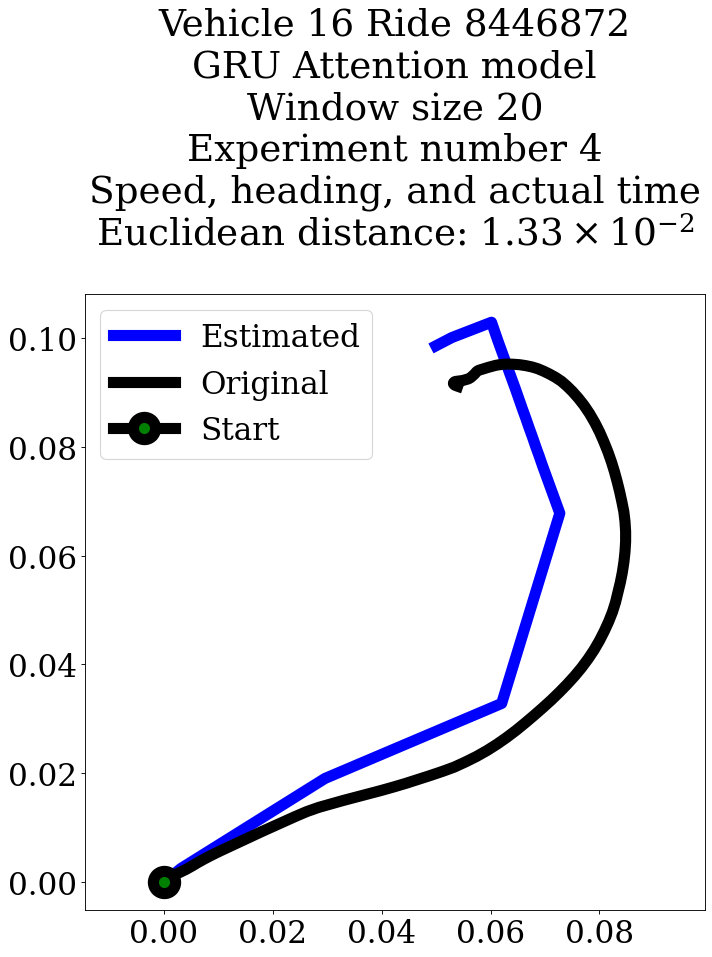 Vehicle 16 Ride 8446872
GRU Attention model
Window size 20
Experiment number 4
Speed, heading, and actual time
Euclidean distance: 1.33 × 10⁻²
Estimated
Original
Start
0.10
0.08
0.06
0.04
0.02
0.00
0.00 0.02 0.04 0.06 0.08